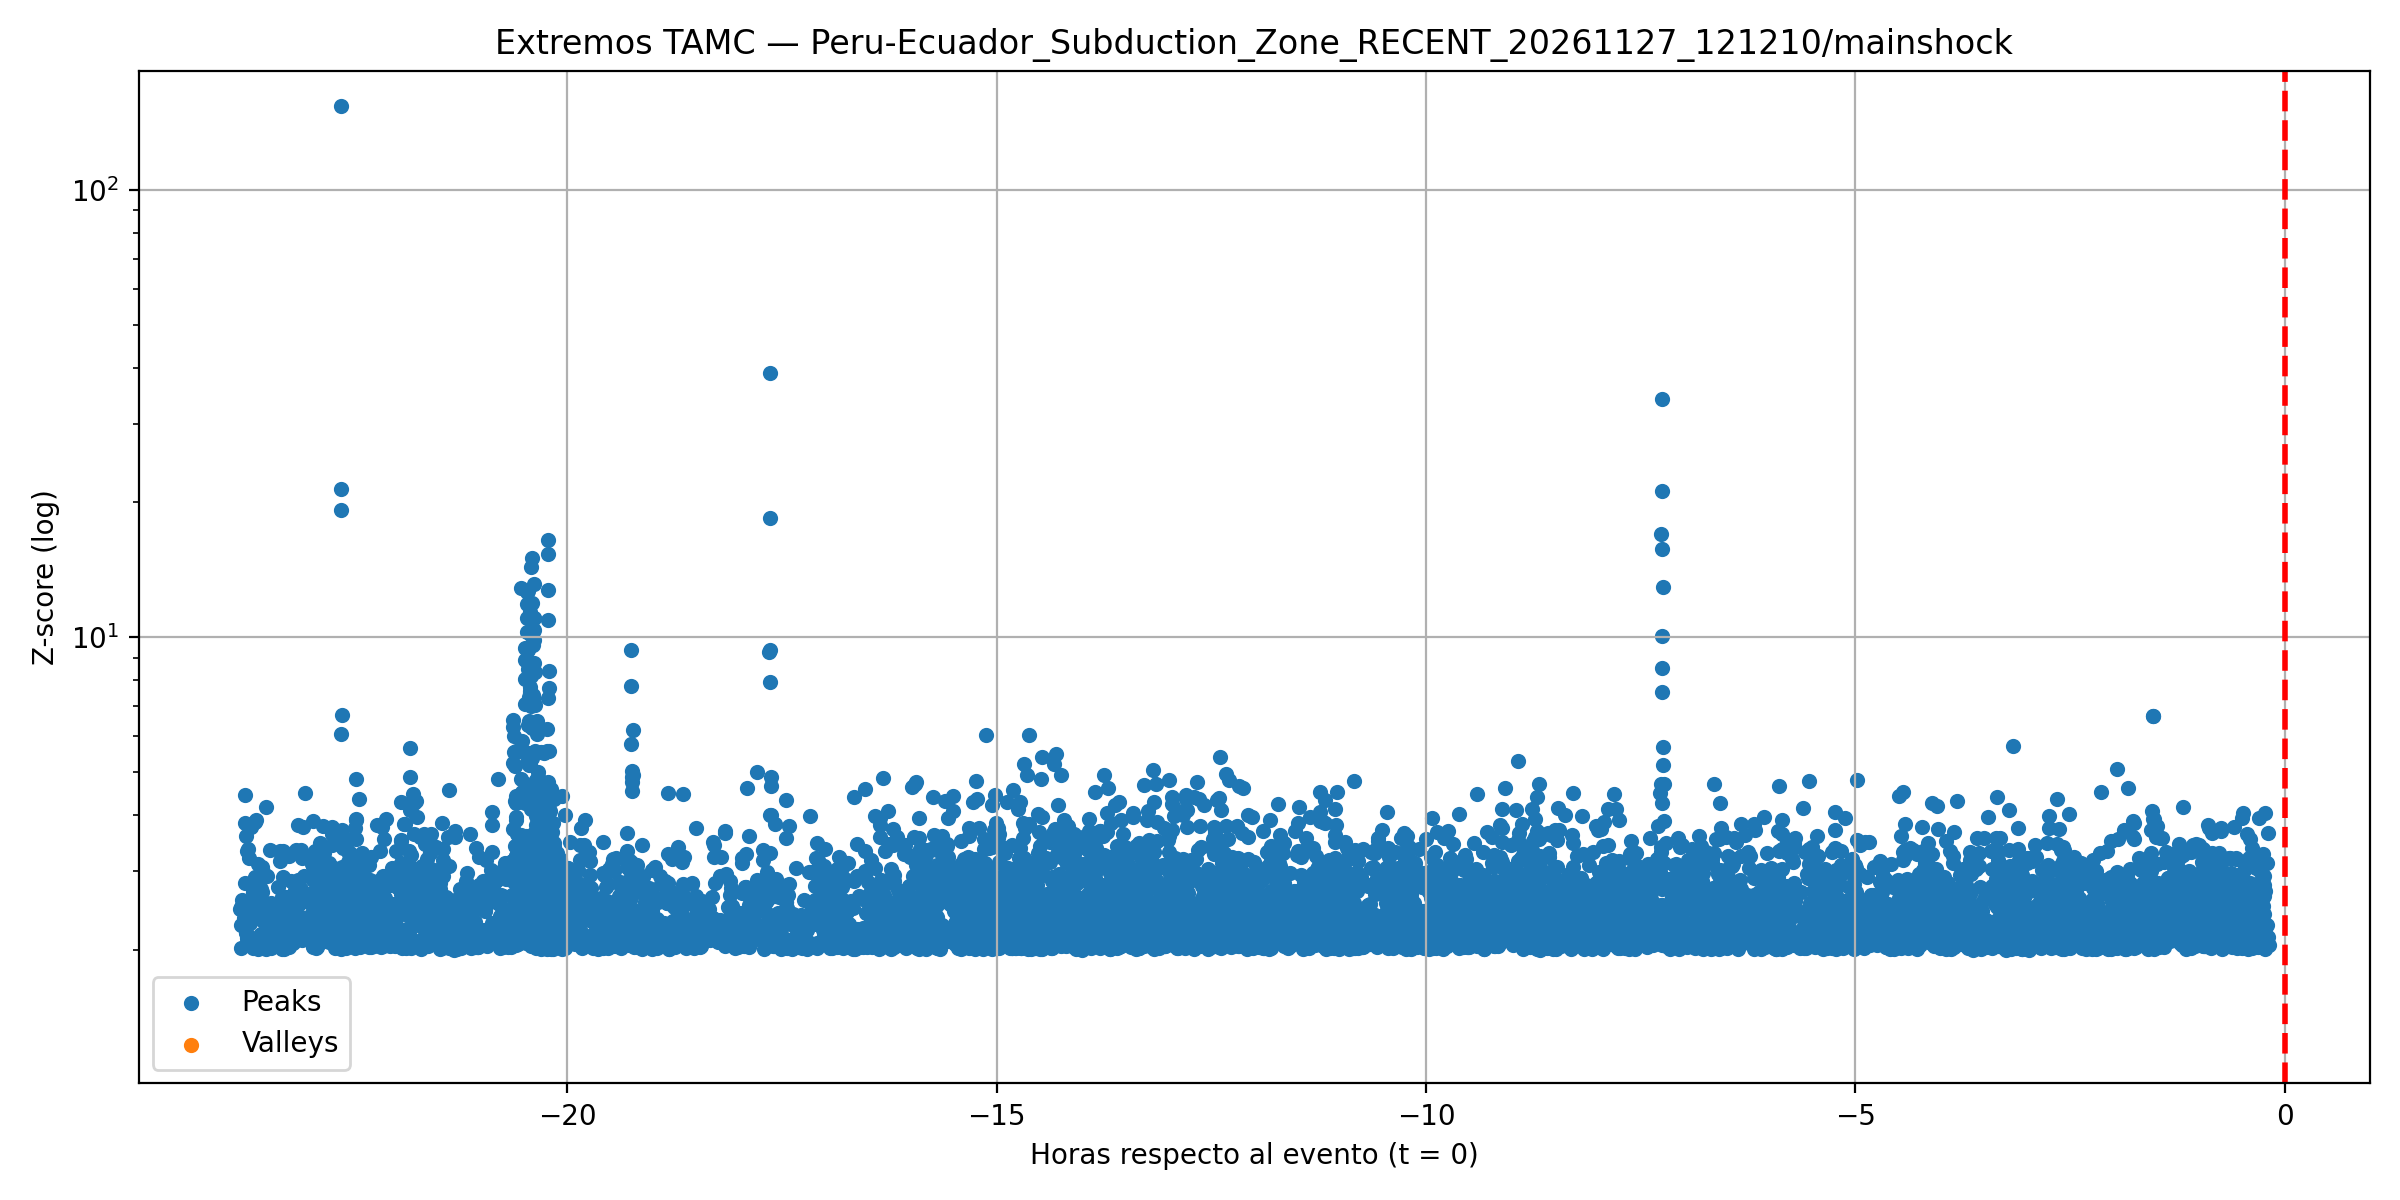 Extremos TAMC — Peru-Ecuador_Subduction_Zone_RECENT_20261127_121210/mainshock
Z-score (log)
10²
10¹
Peaks
Valleys
−20 −15 −10 −5 0
Horas respecto al evento (t = 0)